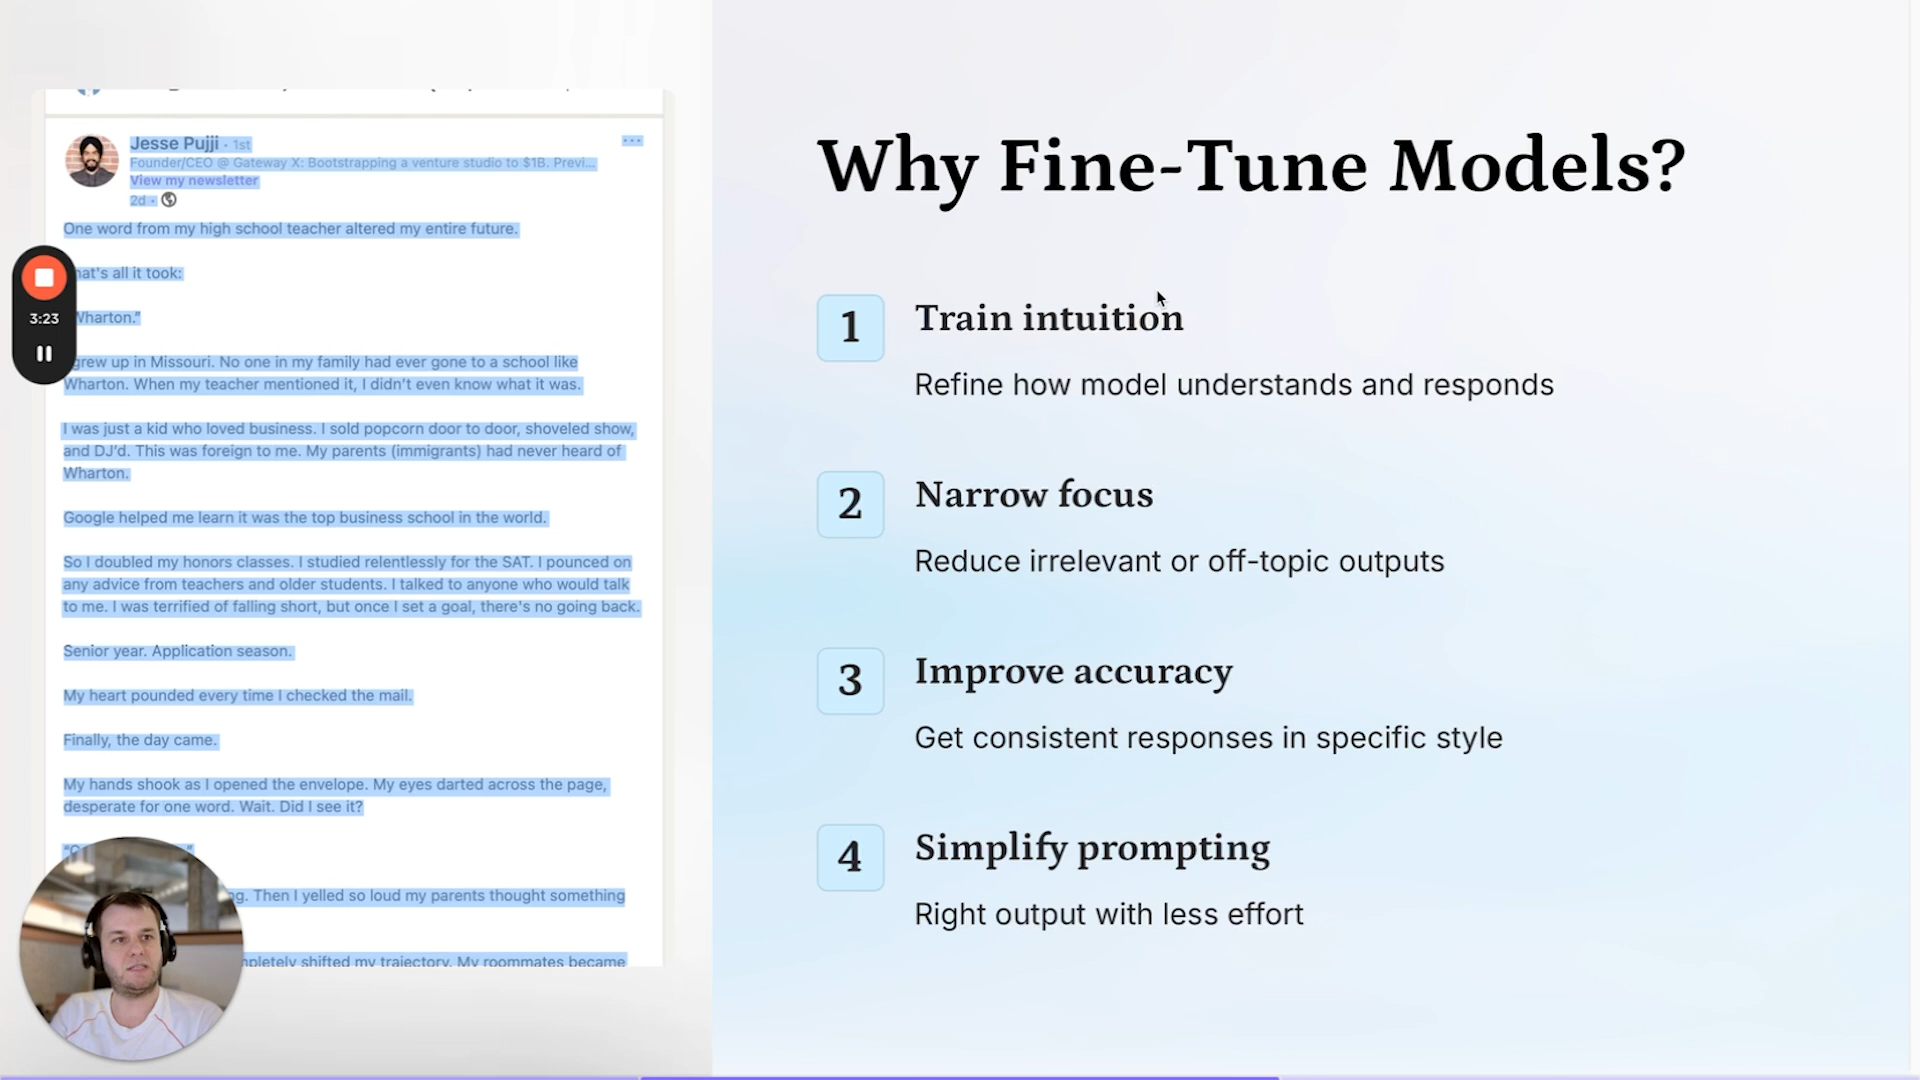 Jesse Pujji · 1st
Founder/CEO @ Gateway X: Bootstrapping a venture studio to $1B. Previ...
View my newsletter
2d ·
One word from my high school teacher altered my entire future.
hat's all it took:
Wharton."
grew up in Missouri. No one in my family had ever gone to a school like
Wharton. When my teacher mentioned it, I didn't even know what it was.
I was just a kid who loved business. I sold popcorn door to door, shoveled show,
and DJ'd. This was foreign to me. My parents (immigrants) had never heard of
Wharton.
Google helped me learn it was the top business school in the world.
So I doubled my honors classes. I studied relentlessly for the SAT. I pounced on
any advice from teachers and older students. I talked to anyone who would talk
to me. I was terrified of falling short, but once I set a goal, there's no going back.
Senior year. Application season.
My heart pounded every time I checked the mail.
Finally, the day came.
My hands shook as I opened the envelope. My eyes darted across the page,
desperate for one word. Wait. Did I see it?
Then I yelled so loud my parents thought something
shifted my trajectory. My roommates became
3:23
Why Fine-Tune Models?
1
Train intuition
Refine how model understands and responds
2
Narrow focus
Reduce irrelevant or off-topic outputs
3
Improve accuracy
Get consistent responses in specific style
4
Simplify prompting
Right output with less effort